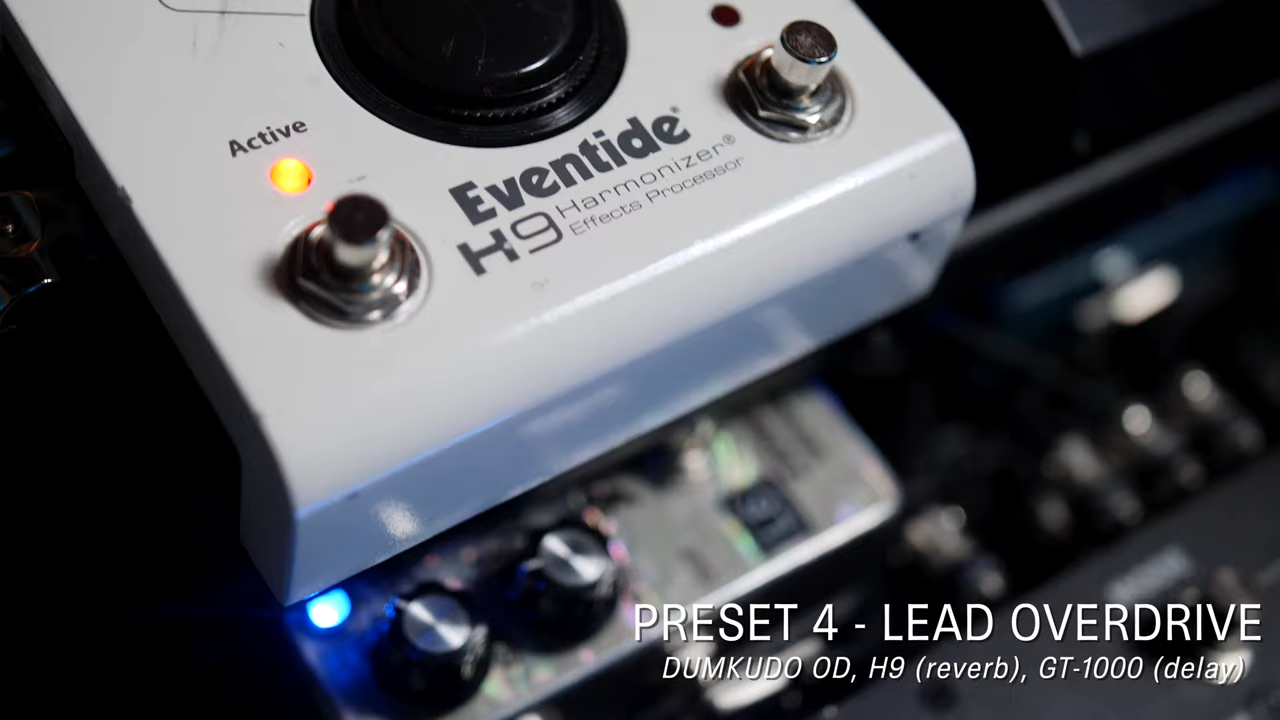 Active
Eventide®
H9 Harmonizer®
Effects Processor
PRESET 4 - LEAD OVERDRIVE
DUMKUDO OD, H9 (reverb), GT-1000 (delay)